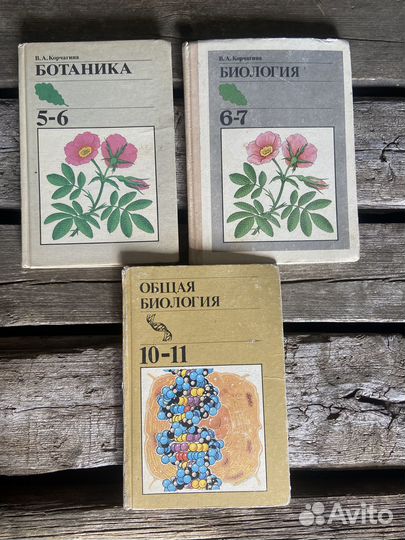 В.А.Корчагина
БОТАНИКА
5-6
В.А.Корчагина
БИОЛОГИЯ
6-7
ОБЩАЯ
БИОЛОГИЯ
10-11
Avito